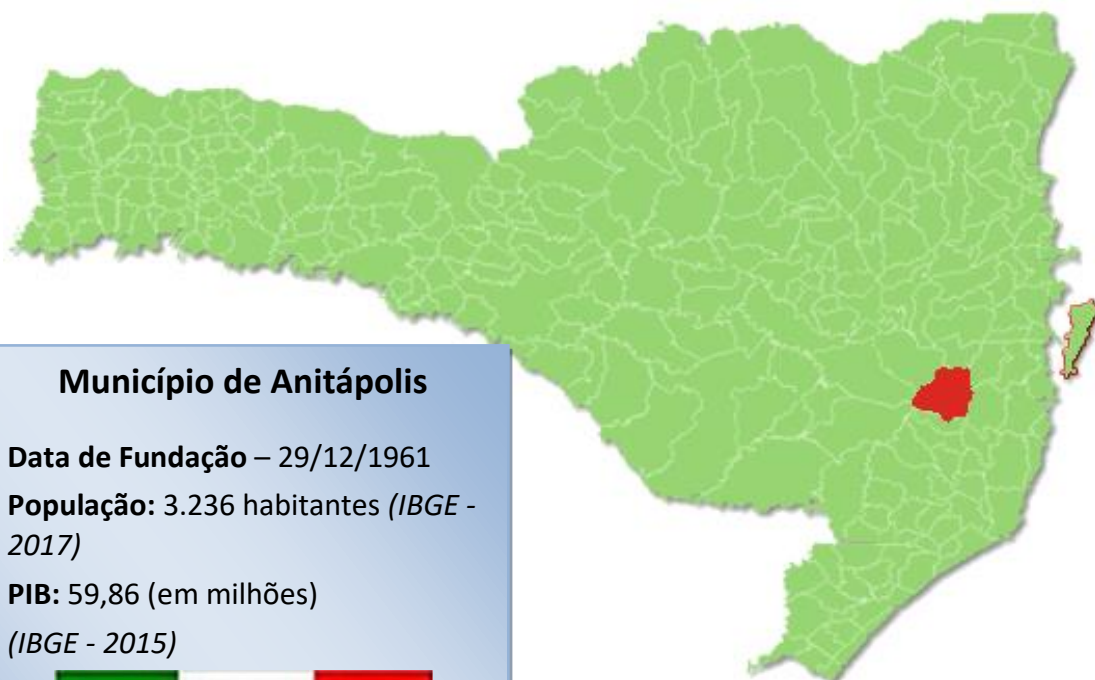 Município de Anitápolis
Data de Fundação – 29/12/1961
População: 3.236 habitantes (IBGE -
2017)
PIB: 59,86 (em milhões)
(IBGE - 2015)